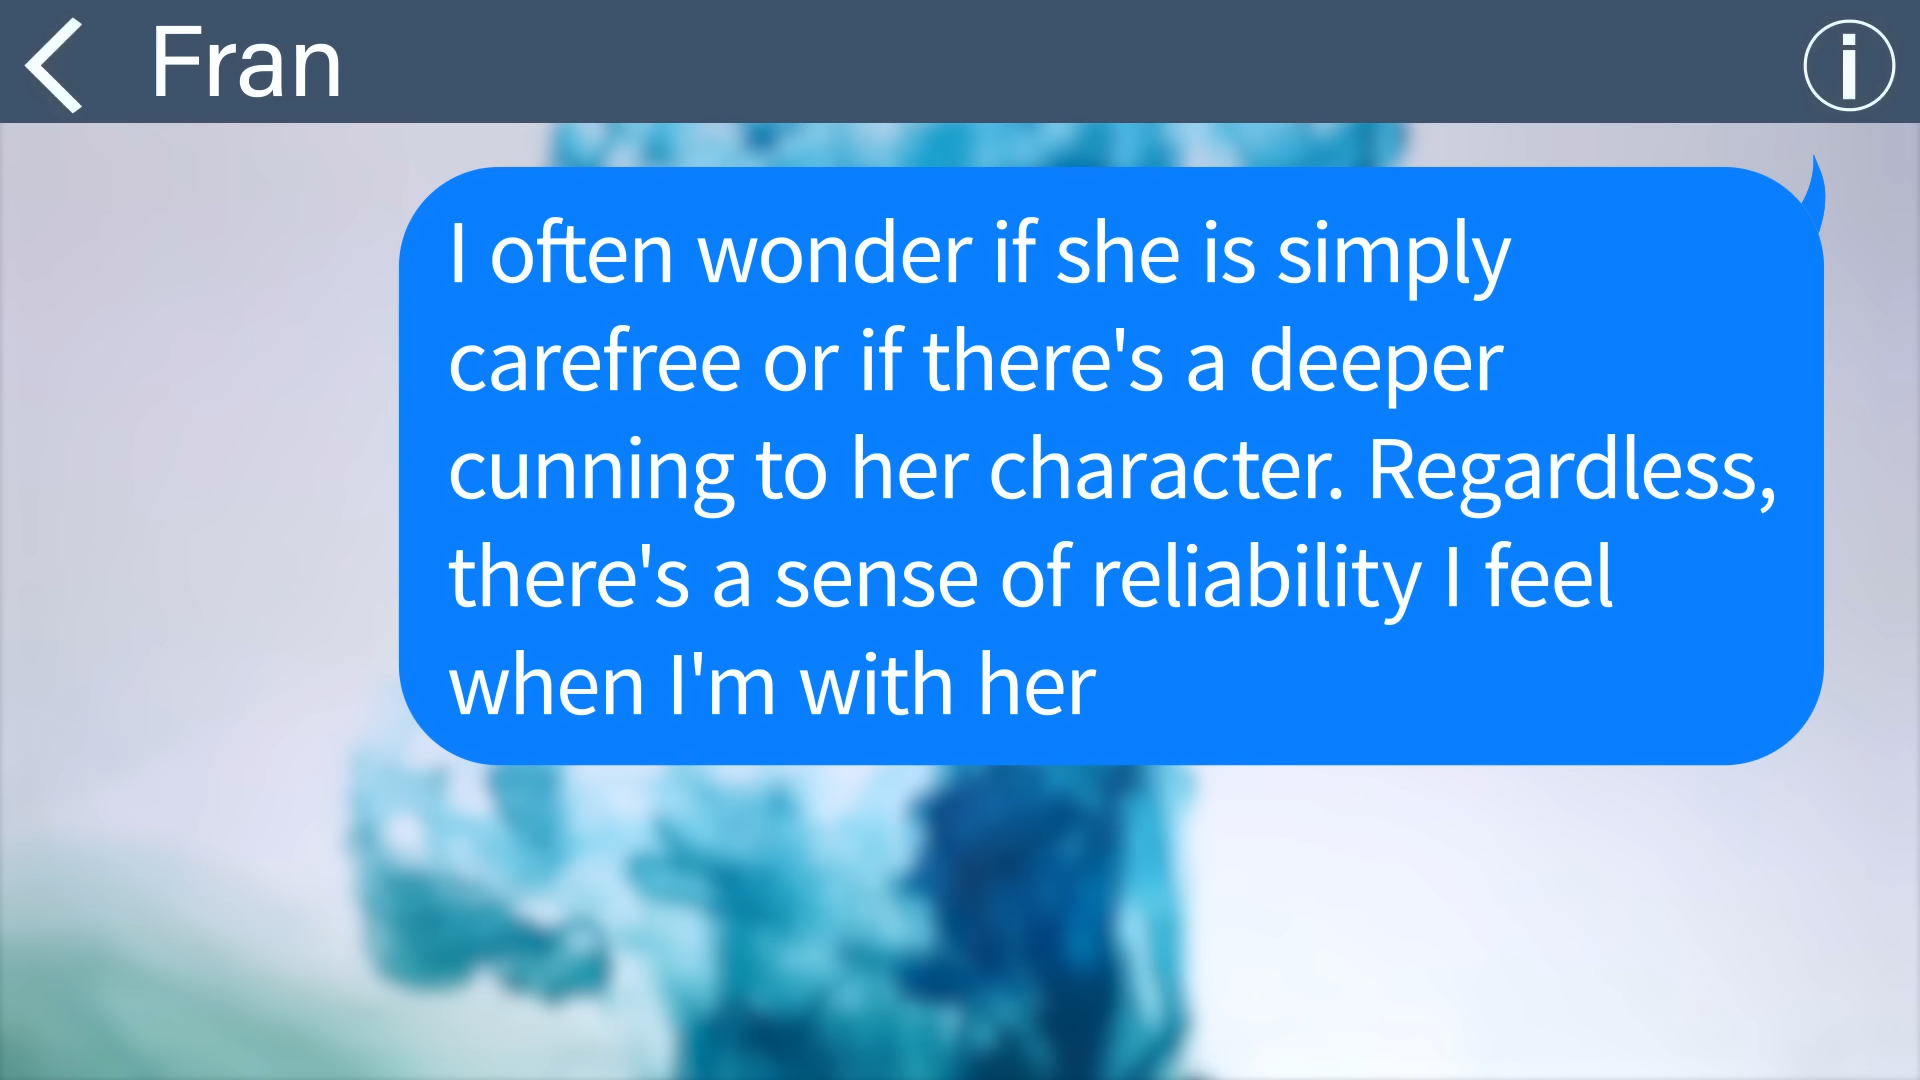 Fran
I often wonder if she is simply
carefree or if there's a deeper
cunning to her character. Regardless,
there's a sense of reliability I feel
when I'm with her